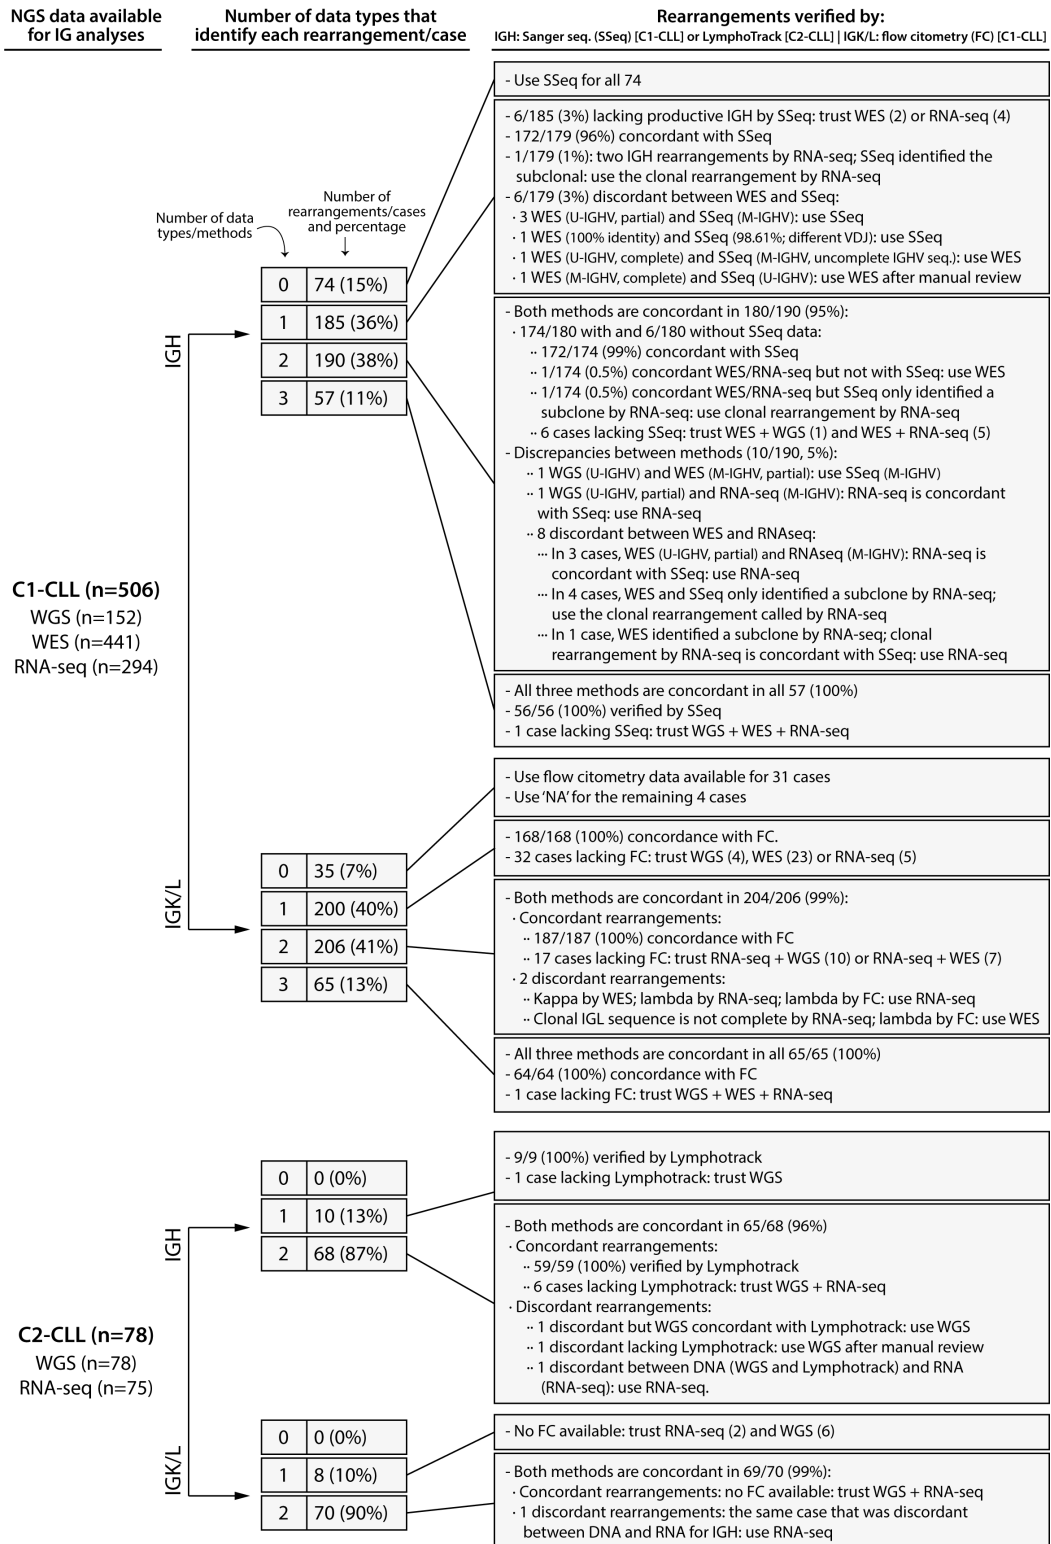 NGS data available
for IG analyses
Number of data types that
identify each rearrangement/case
Rearrangements verified by:
IGH: Sanger seq. (SSeq) [C1-CLL] or LymphoTrack [C2-CLL] | IGK/L: flow citometry (FC) [C1-CLL]
Number of data
types/methods
Number of
rearrangements/cases
and percentage
C1-CLL (n=506)
WGS (n=152)
WES (n=441)
RNA-seq (n=294)
IGH
0 74 (15%)
1 185 (36%)
2 190 (38%)
3 57 (11%)
- Use SSeq for all 74
- 6/185 (3%) lacking productive IGH by SSeq: trust WES (2) or RNA-seq (4)
- 172/179 (96%) concordant with SSeq
- 1/179 (1%): two IGH rearrangements by RNA-seq; SSeq identified the
subclonal: use the clonal rearrangement by RNA-seq
- 6/179 (3%) discordant between WES and SSeq:
· 3 WES (U-IGHV, partial) and SSeq (M-IGHV): use SSeq
· 1 WES (100% identity) and SSeq (98.61%; different VDJ): use SSeq
· 1 WES (U-IGHV, complete) and SSeq (M-IGHV, uncomplete IGHV seq.): use WES
· 1 WES (M-IGHV, complete) and SSeq (U-IGHV): use WES after manual review
- Both methods are concordant in 180/190 (95%):
· 174/180 with and 6/180 without SSeq data:
·· 172/174 (99%) concordant with SSeq
·· 1/174 (0.5%) concordant WES/RNA-seq but not with SSeq: use WES
·· 1/174 (0.5%) concordant WES/RNA-seq but SSeq only identified a
subclone by RNA-seq: use clonal rearrangement by RNA-seq
·· 6 cases lacking SSeq: trust WES + WGS (1) and WES + RNA-seq (5)
- Discrepancies between methods (10/190, 5%):
·· 1 WGS (U-IGHV) and WES (M-IGHV, partial): use SSeq (M-IGHV)
·· 1 WGS (U-IGHV, partial) and RNA-seq (M-IGHV): RNA-seq is concordant
with SSeq: use RNA-seq
·· 8 discordant between WES and RNAseq:
··· In 3 cases, WES (U-IGHV, partial) and RNAseq (M-IGHV): RNA-seq is
concordant with SSeq: use RNA-seq
··· In 4 cases, WES and SSeq only identified a subclone by RNA-seq;
use the clonal rearrangement called by RNA-seq
··· In 1 case, WES identified a subclone by RNA-seq; clonal
rearrangement by RNA-seq is concordant with SSeq: use RNA-seq
- All three methods are concordant in all 57 (100%)
- 56/56 (100%) verified by SSeq
- 1 case lacking SSeq: trust WGS + WES + RNA-seq
IGK/L
0 35 (7%)
1 200 (40%)
2 206 (41%)
3 65 (13%)
- Use flow citometry data available for 31 cases
- Use 'NA' for the remaining 4 cases
- 168/168 (100%) concordance with FC.
- 32 cases lacking FC: trust WGS (4), WES (23) or RNA-seq (5)
- Both methods are concordant in 204/206 (99%):
· Concordant rearrangements:
·· 187/187 (100%) concordance with FC
·· 17 cases lacking FC: trust RNA-seq + WGS (10) or RNA-seq + WES (7)
· 2 discordant rearrangements:
·· Kappa by WES; lambda by RNA-seq; lambda by FC: use RNA-seq
·· Clonal IGL sequence is not complete by RNA-seq; lambda by FC: use WES
- All three methods are concordant in all 65/65 (100%)
- 64/64 (100%) concordance with FC
- 1 case lacking FC: trust WGS + WES + RNA-seq
C2-CLL (n=78)
WGS (n=78)
RNA-seq (n=75)
IGH
0 0 (0%)
1 10 (13%)
2 68 (87%)
- 9/9 (100%) verified by Lymphotrack
- 1 case lacking Lymphotrack: trust WGS
- Both methods are concordant in 65/68 (96%)
· Concordant rearrangements:
·· 59/59 (100%) verified by Lymphotrack
·· 6 cases lacking Lymphotrack: trust WGS + RNA-seq
· Discordant rearrangements:
·· 1 discordant but WGS concordant with Lymphotrack: use WGS
·· 1 discordant lacking Lymphotrack: use WGS after manual review
·· 1 discordant between DNA (WGS and Lymphotrack) and RNA
(RNA-seq): use RNA-seq.
IGK/L
0 0 (0%)
1 8 (10%)
2 70 (90%)
- No FC available: trust RNA-seq (2) and WGS (6)
- Both methods are concordant in 69/70 (99%):
· Concordant rearrangements: no FC available: trust WGS + RNA-seq
· 1 discordant rearrangements: the same case that was discordant
between DNA and RNA for IGH: use RNA-seq